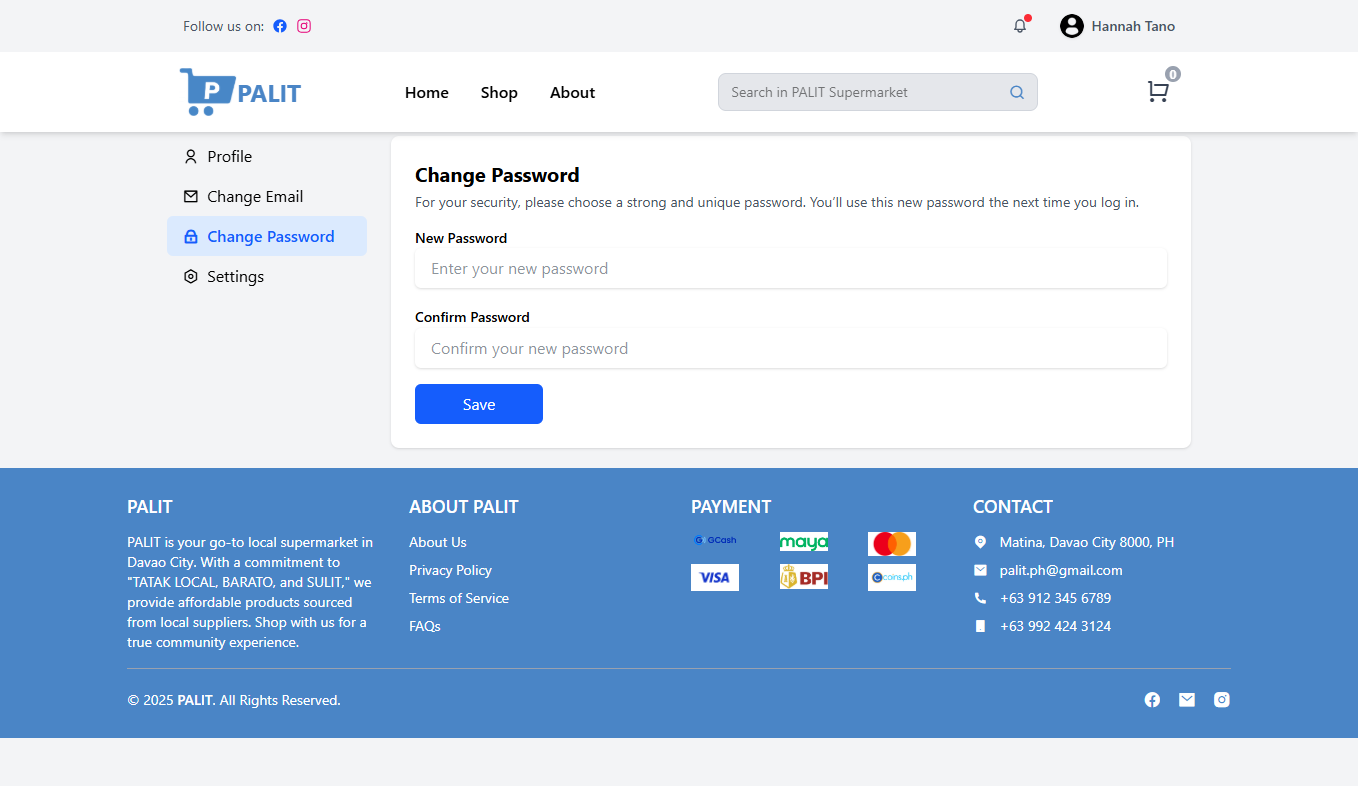 Follow us on:
Hannah Tano
P PALIT
Home
Shop
About
Search in PALIT Supermarket
0
Profile
Change Email
Change Password
Settings
Change Password
For your security, please choose a strong and unique password. You’ll use this new password the next time you log in.
New Password
Enter your new password
Confirm Password
Confirm your new password
Save
PALIT
PALIT is your go-to local supermarket in
Davao City. With a commitment to
"TATAK LOCAL, BARATO, and SULIT," we
provide affordable products sourced
from local suppliers. Shop with us for a
true community experience.
ABOUT PALIT
About Us
Privacy Policy
Terms of Service
FAQs
PAYMENT
GCash
maya
VISA
BPI
coins.ph
CONTACT
Matina, Davao City 8000, PH
palit.ph@gmail.com
+63 912 345 6789
+63 992 424 3124
© 2025 PALIT. All Rights Reserved.